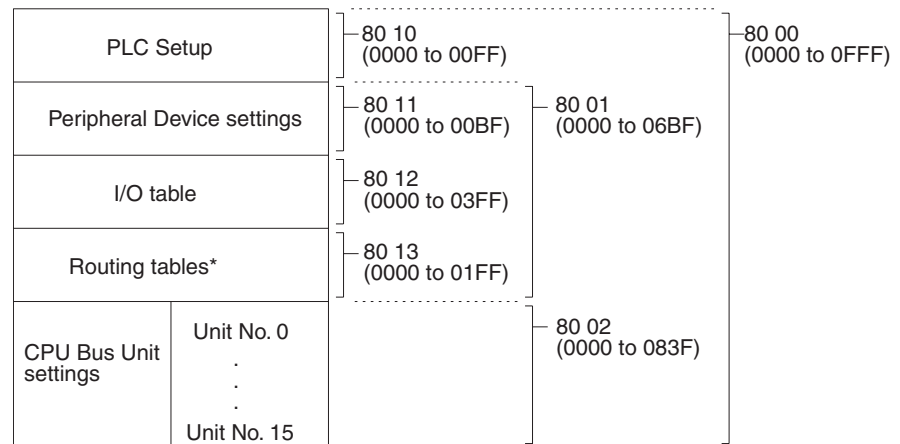 PLC Setup
80 10
(0000 to 00FF)
80 00
(0000 to 0FFF)
Peripheral Device settings
80 11
(0000 to 00BF)
80 01
(0000 to 06BF)
I/O table
80 12
(0000 to 03FF)
Routing tables*
80 13
(0000 to 01FF)
CPU Bus Unit
settings
Unit No. 0
.
.
.
Unit No. 15
80 02
(0000 to 083F)